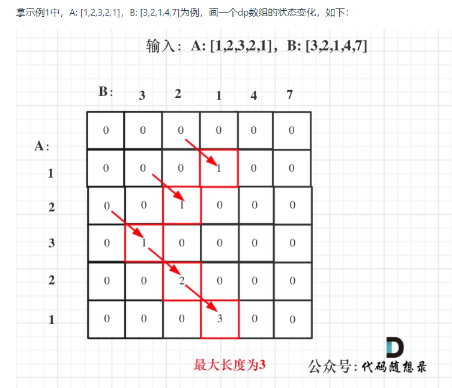 拿示例1中，A: [1,2,3,2,1]，B: [3,2,1,4,7]为例，画一个dp数组的状态变化，如下：
输入：A: [1,2,3,2,1]，B: [3,2,1,4,7]
B： 3 2 1 4 7
0 0 0 0 0 0
A：
1 0 0 0 1 0 0
2 0 0 1 0 0 0
3 0 1 0 0 0 0
2 0 0 2 0 0 0
1 0 0 0 3 0 0
最大长度为3
公众号：代码随想录